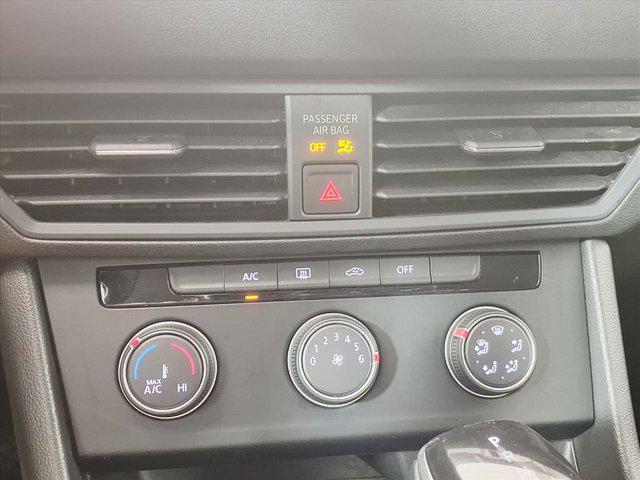 PASSENGER
AIR BAG
OFF
A/C
OFF
MAX
A/C
HI
0 1 2 3 4 5 6
P
R